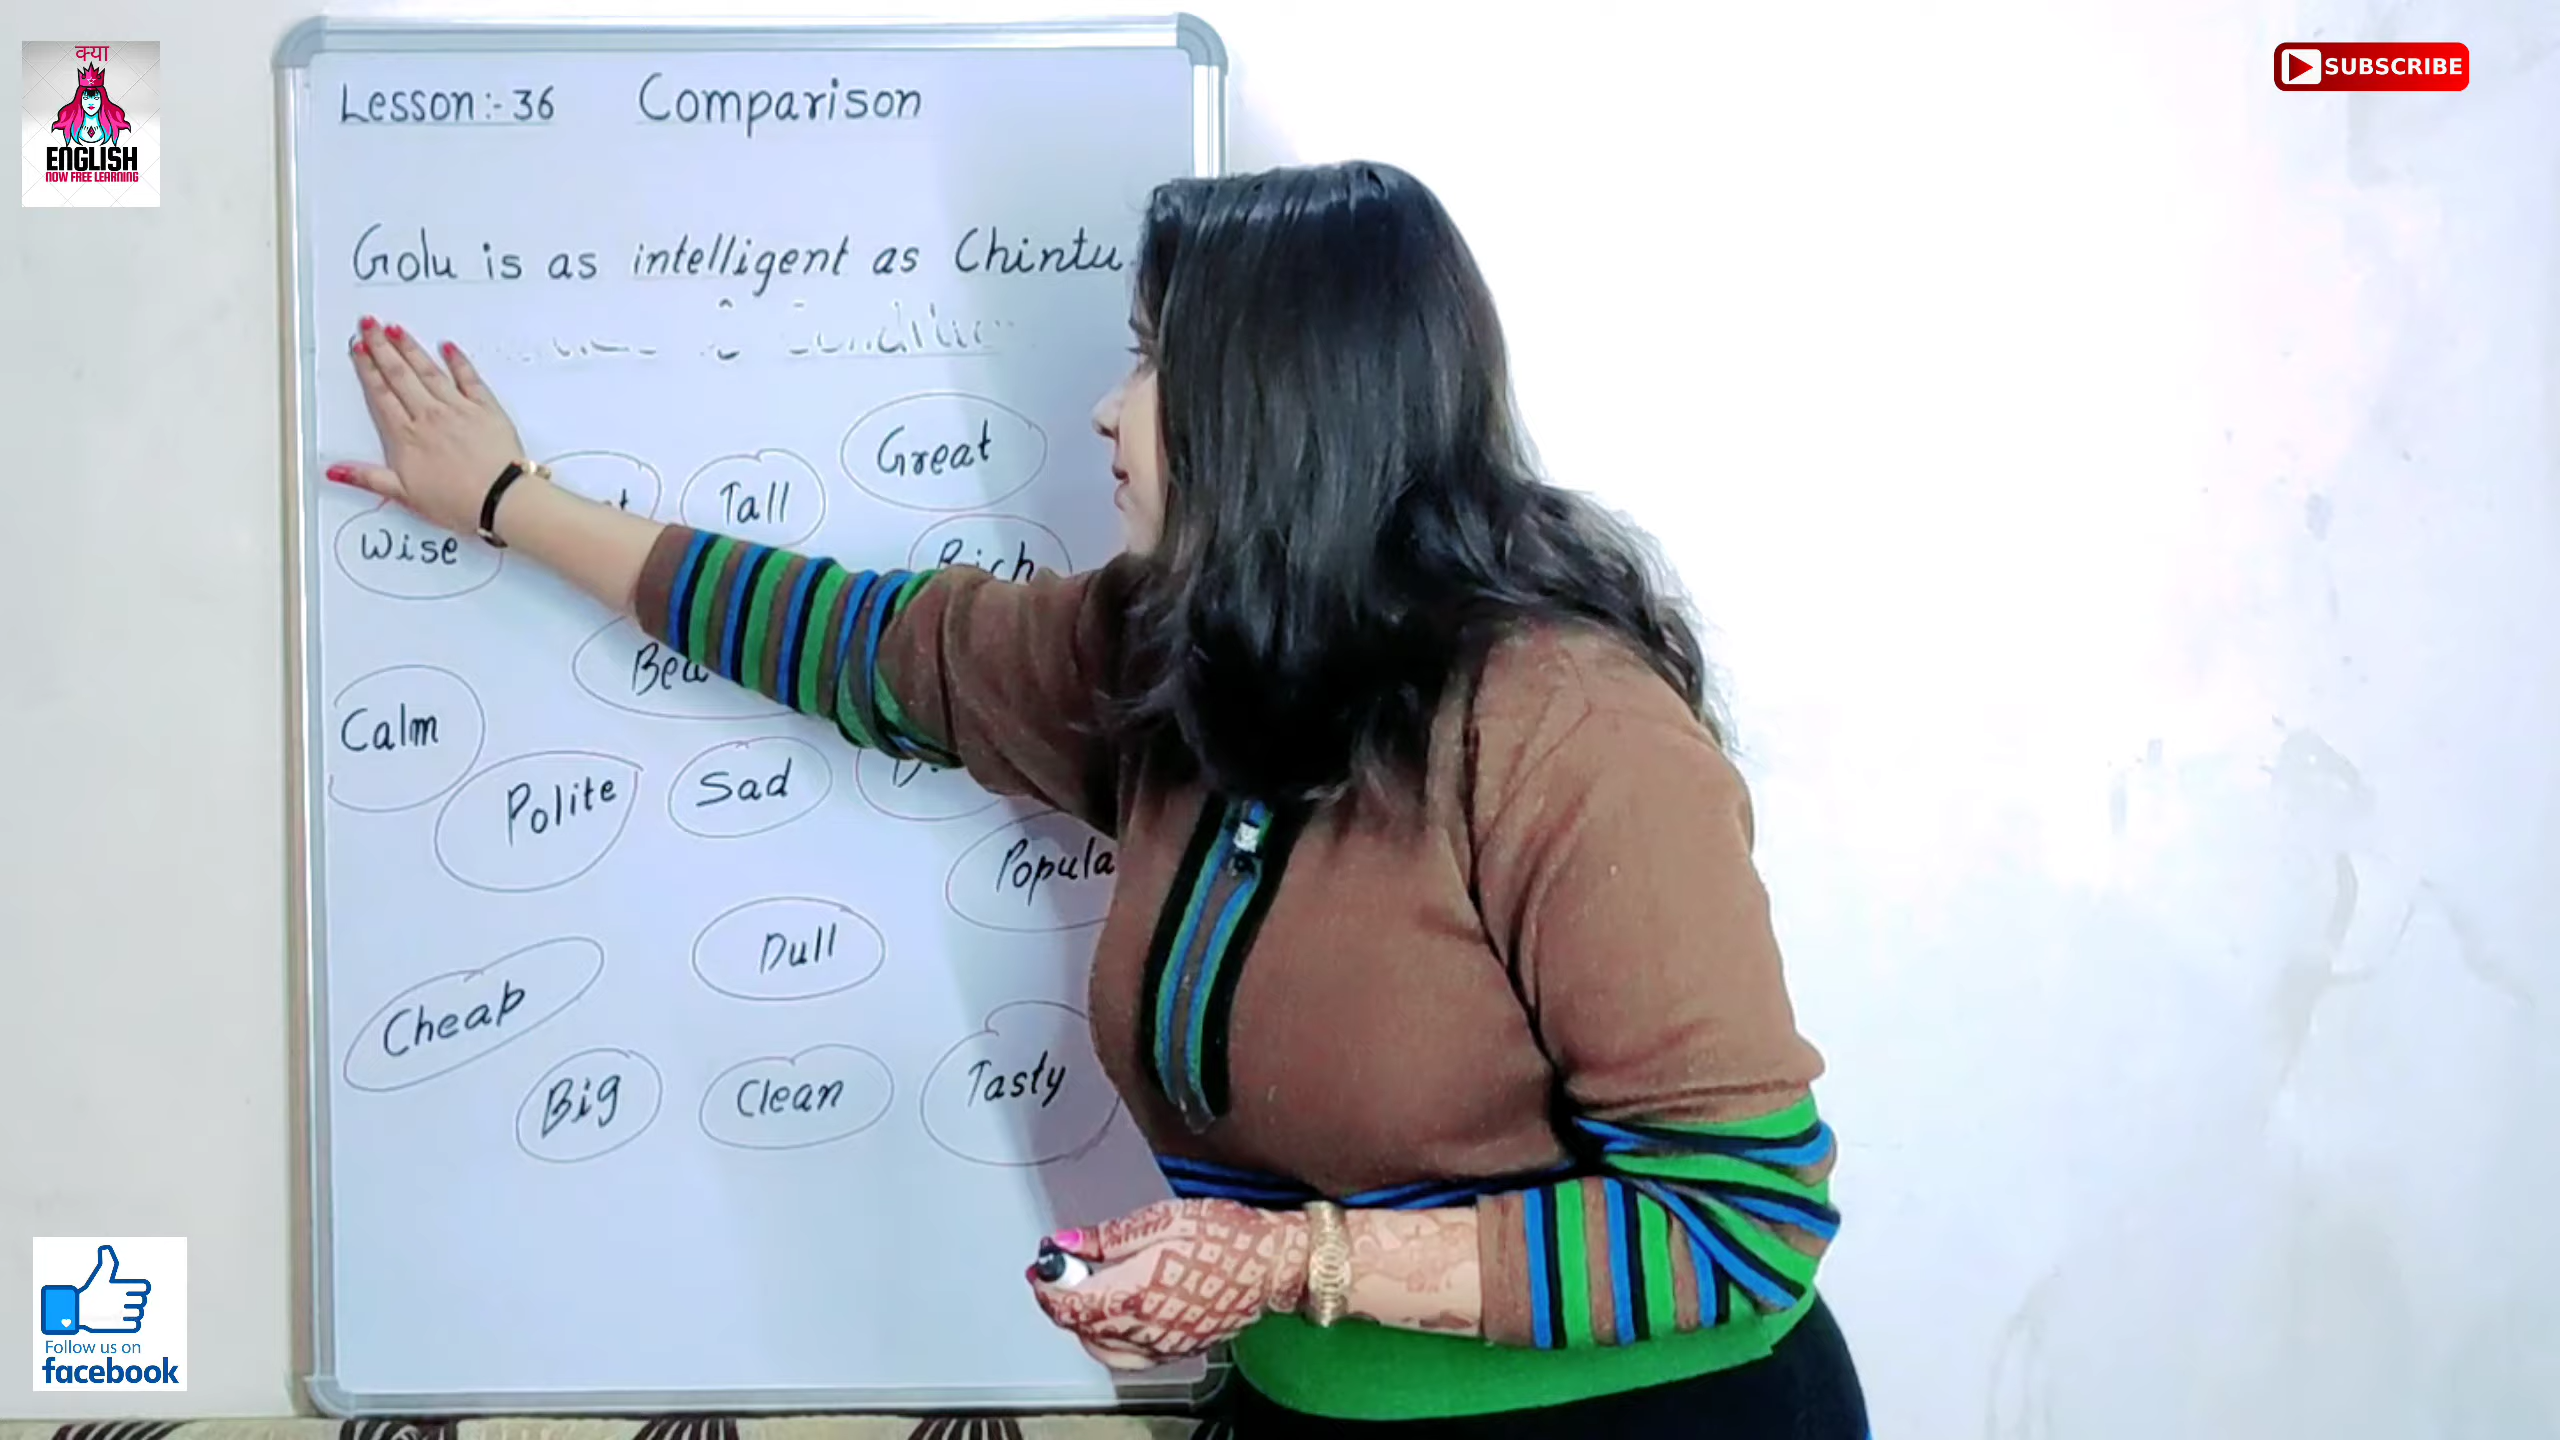 क्या
ENGLISH
NOW FREE LEARNING
SUBSCRIBE
Lesson:- 36 Comparison
Golu is as intelligent as Chintu
Great
Tall
Wise
Rich
Calm
Polite
Sad
Dull
Cheap
Big
Clean
Tasty
Follow us on
facebook